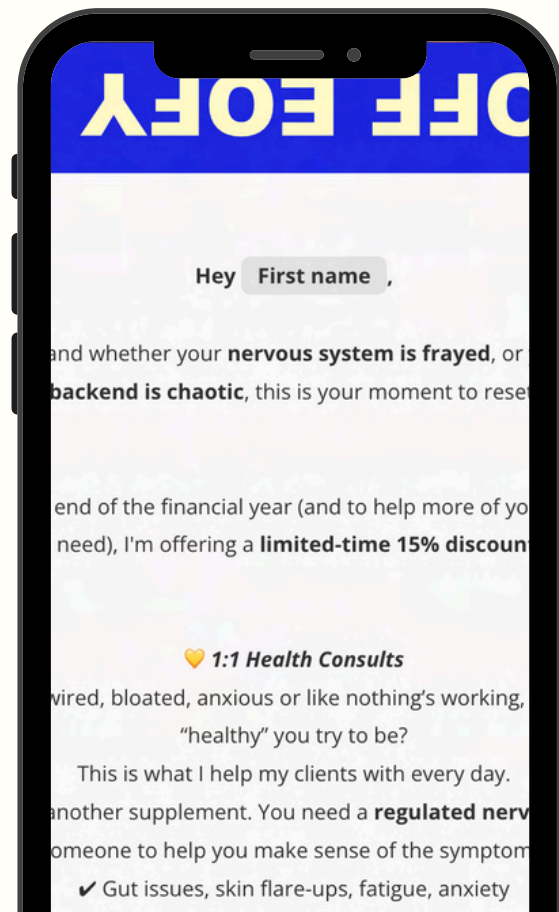 OFF EOFY
Hey First name ,
and whether your nervous system is frayed, or
backend is chaotic, this is your moment to reset
end of the financial year (and to help more of yo
need), I'm offering a limited-time 15% discount
💛 1:1 Health Consults
wired, bloated, anxious or like nothing’s working,
“healthy” you try to be?
This is what I help my clients with every day.
another supplement. You need a regulated nerv
omeone to help you make sense of the symptom
✔ Gut issues, skin flare-ups, fatigue, anxiety